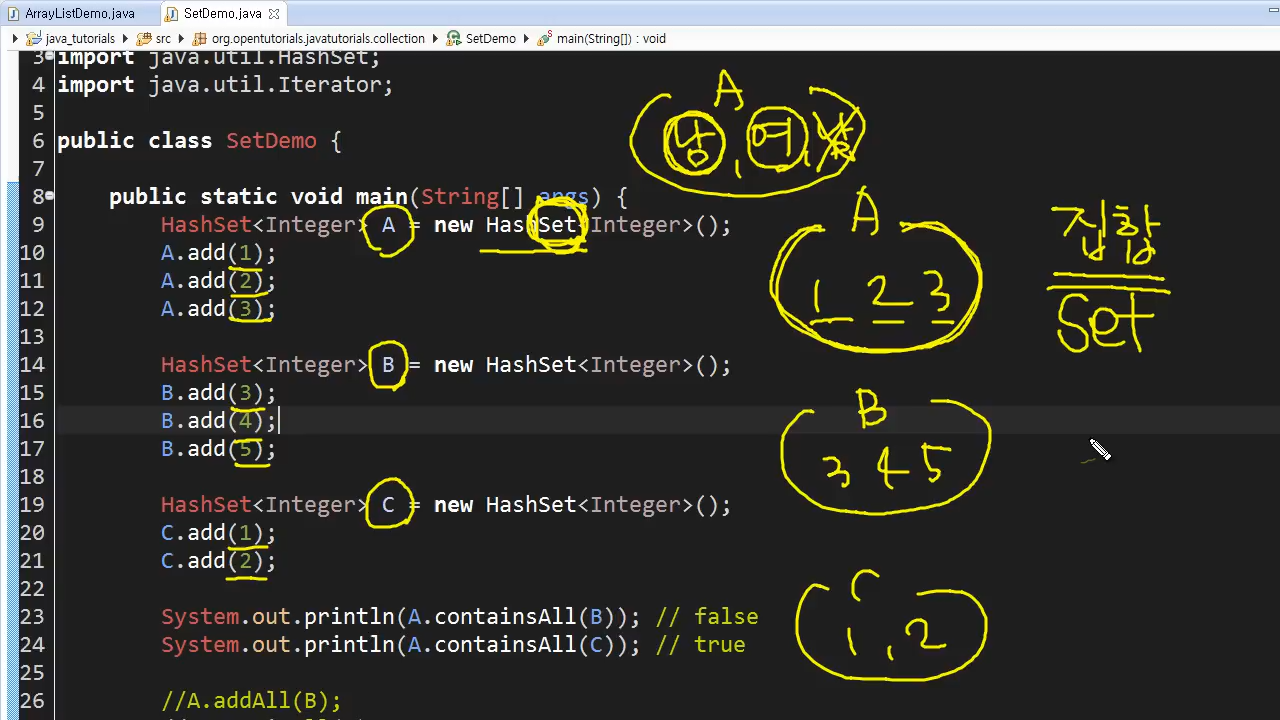 ArrayListDemo.java SetDemo.java
java_tutorials src org.opentutorials.javatutorials.collection SetDemo main(String[]) : void
3 import java.util.HashSet;
4 import java.util.Iterator;
5
6 public class SetDemo {
7
8 public static void main(String[] args) {
9 HashSet<Integer> A = new HashSet<Integer>();
10 A.add(1);
11 A.add(2);
12 A.add(3);
13
14 HashSet<Integer> B = new HashSet<Integer>();
15 B.add(3);
16 B.add(4);
17 B.add(5);
18
19 HashSet<Integer> C = new HashSet<Integer>();
20 C.add(1);
21 C.add(2);
22
23 System.out.println(A.containsAll(B)); // false
24 System.out.println(A.containsAll(C)); // true
25
26 //A.addAll(B);
A
남, 여,
A
1 2 3
집합
Set
B
3 4 5
C
1, 2